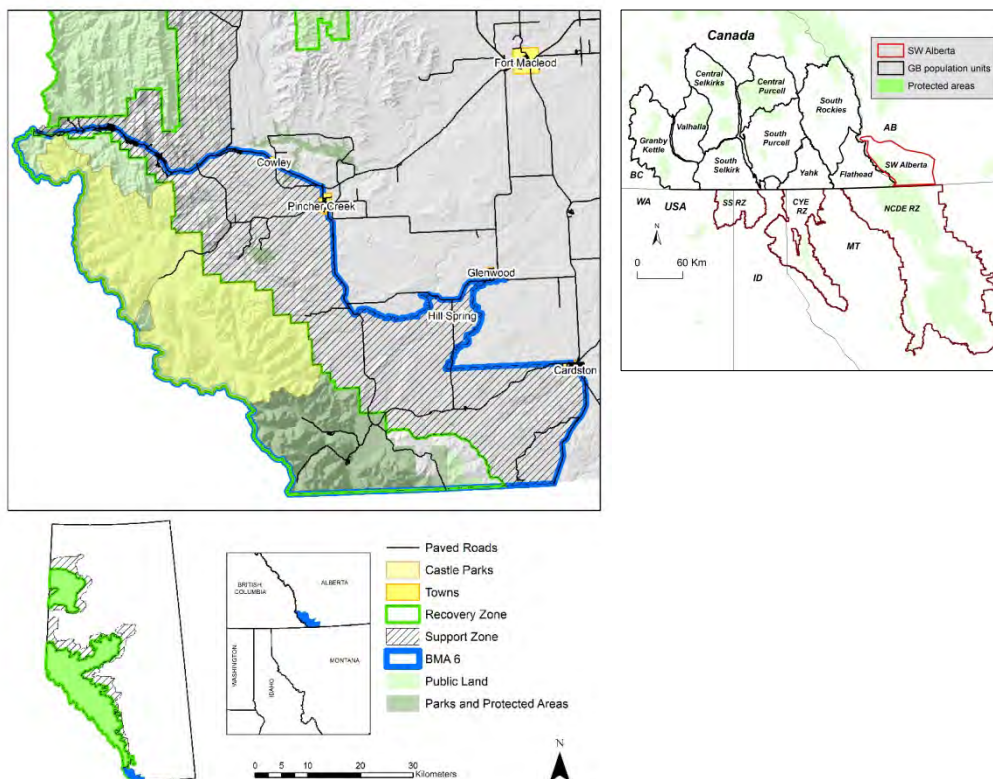 Fort Macleod
Cowley
Pincher Creek
Glenwood
Hill Spring
Cardston
Canada
SW Alberta
GB population units
Protected areas
Central
Selkirks
Central
Purcell
South
Rockies
AB
Granby
Kettle
Valhalla
South
Purcell
South
Selkirk
SW Alberta
BC
Yahk
Flathead
WA
USA
SS RZ
CYE
RZ
NCDE RZ
N
MT
0 60 Km
ID
BRITISH
COLUMBIA
ALBERTA
WASHINGTON
IDAHO
MONTANA
Paved Roads
Castle Parks
Towns
Recovery Zone
Support Zone
BMA 6
Public Land
Parks and Protected Areas
0 5 10 20 30
Kilometers
N